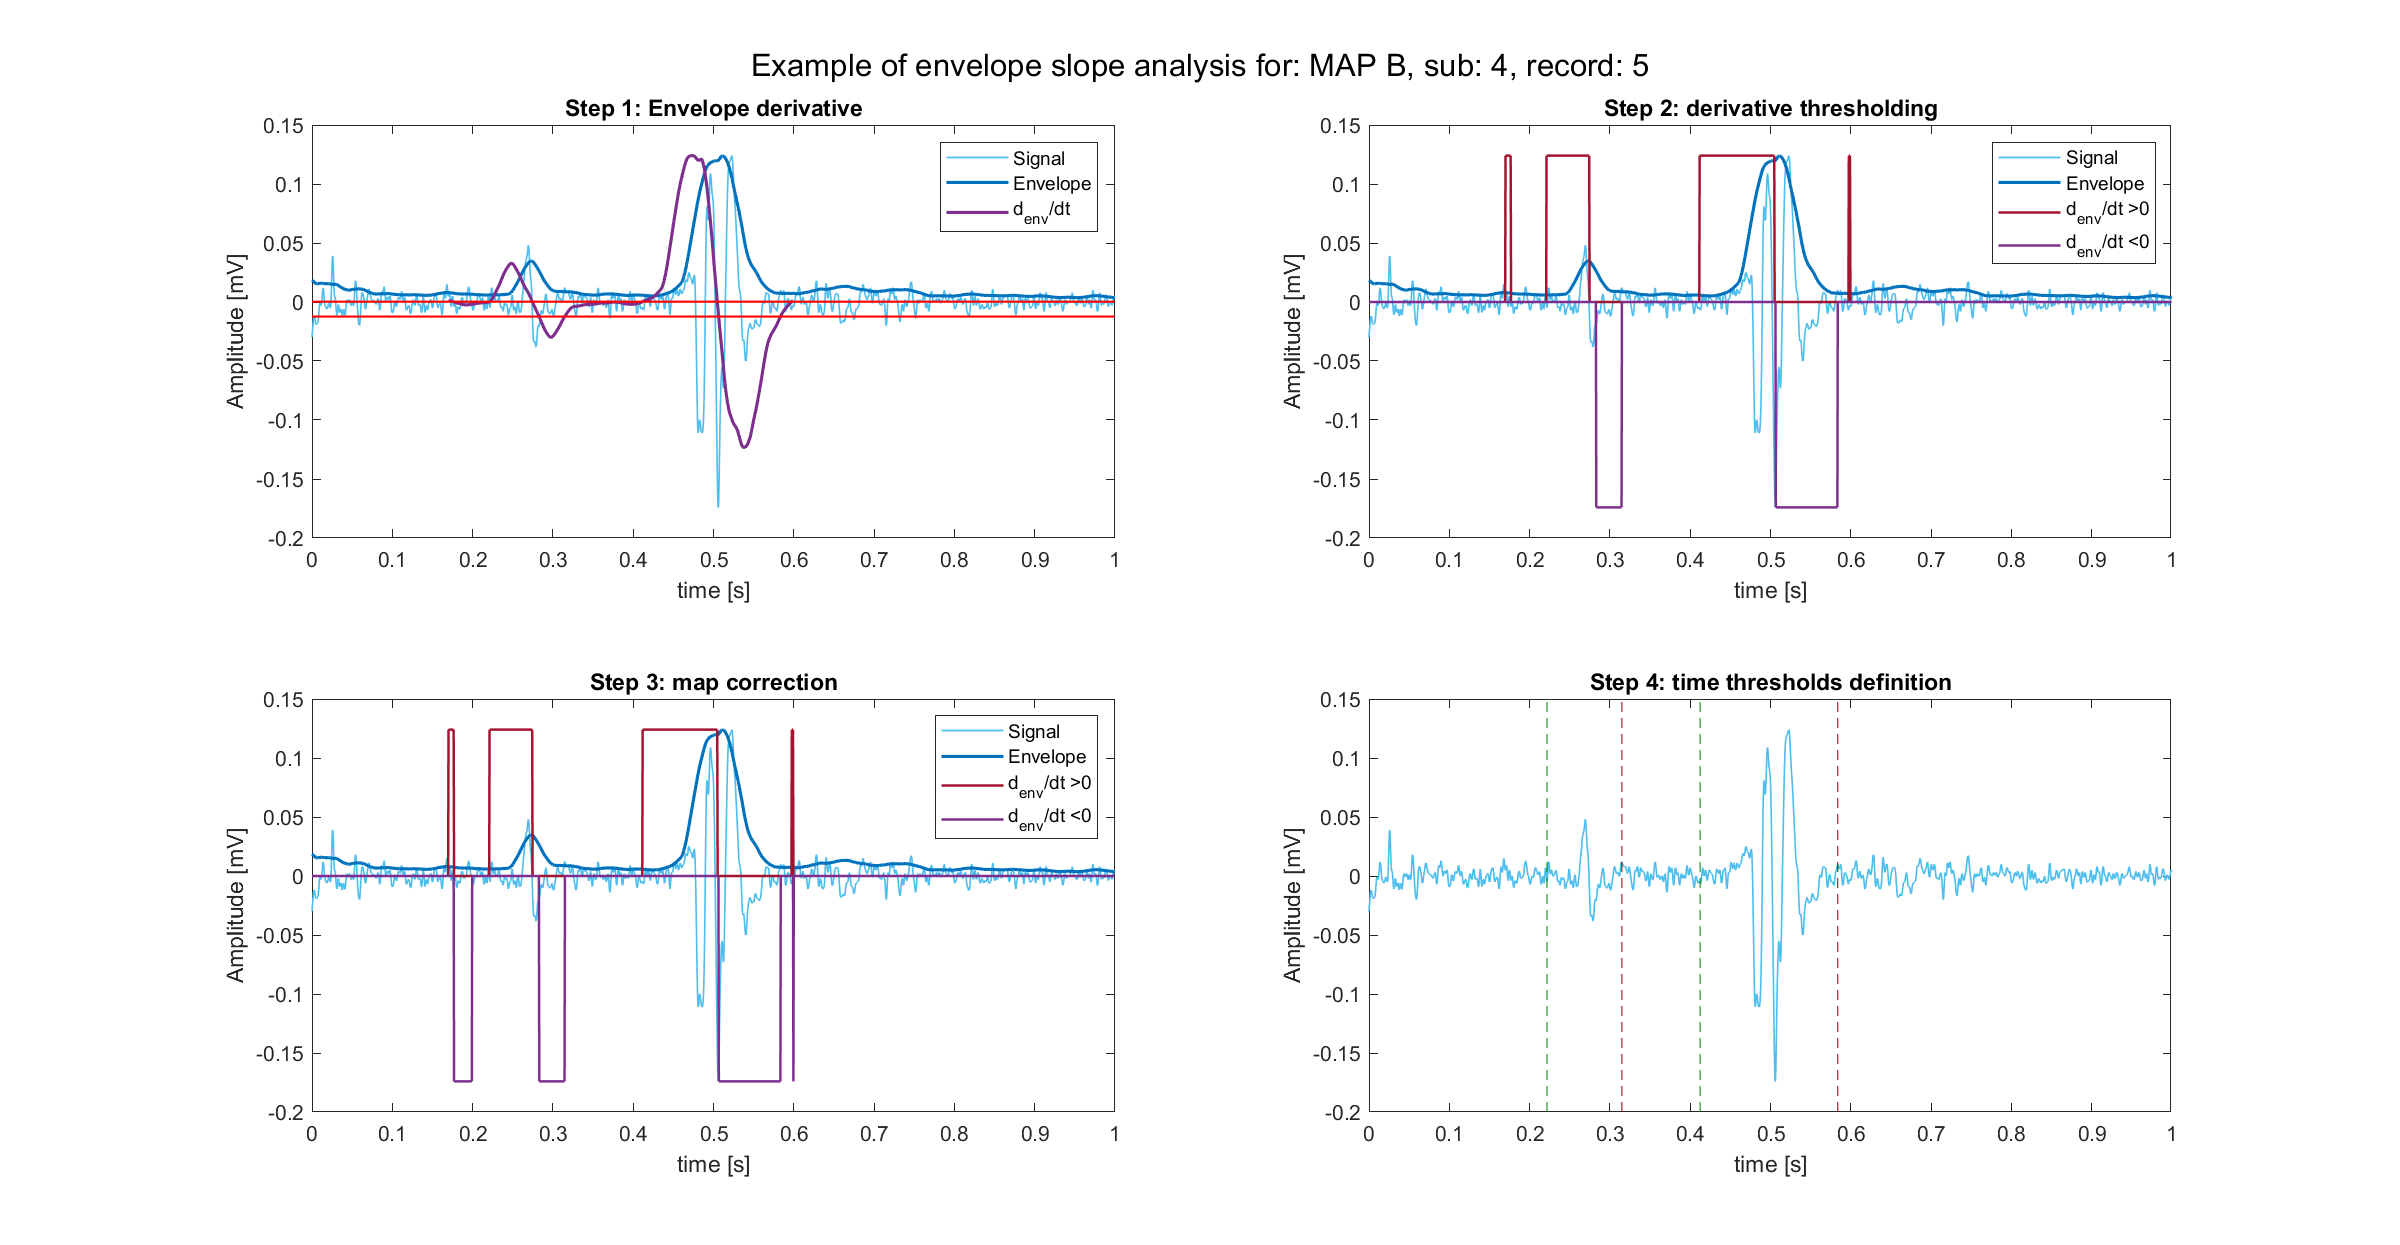 Example of envelope slope analysis for: MAP B, sub: 4, record: 5
Step 1: Envelope derivative
0.15
0.1
0.05
0
-0.05
-0.1
-0.15
-0.2
Amplitude [mV]
Signal
Envelope
d_env/dt
0 0.1 0.2 0.3 0.4 0.5 0.6 0.7 0.8 0.9 1
time [s]
Step 2: derivative thresholding
0.15
0.1
0.05
0
-0.05
-0.1
-0.15
-0.2
Amplitude [mV]
Signal
Envelope
d_env/dt >0
d_env/dt <0
0 0.1 0.2 0.3 0.4 0.5 0.6 0.7 0.8 0.9 1
time [s]
Step 3: map correction
0.15
0.1
0.05
0
-0.05
-0.1
-0.15
-0.2
Amplitude [mV]
Signal
Envelope
d_env/dt >0
d_env/dt <0
0 0.1 0.2 0.3 0.4 0.5 0.6 0.7 0.8 0.9 1
time [s]
Step 4: time thresholds definition
0.15
0.1
0.05
0
-0.05
-0.1
-0.15
-0.2
Amplitude [mV]
0 0.1 0.2 0.3 0.4 0.5 0.6 0.7 0.8 0.9 1
time [s]